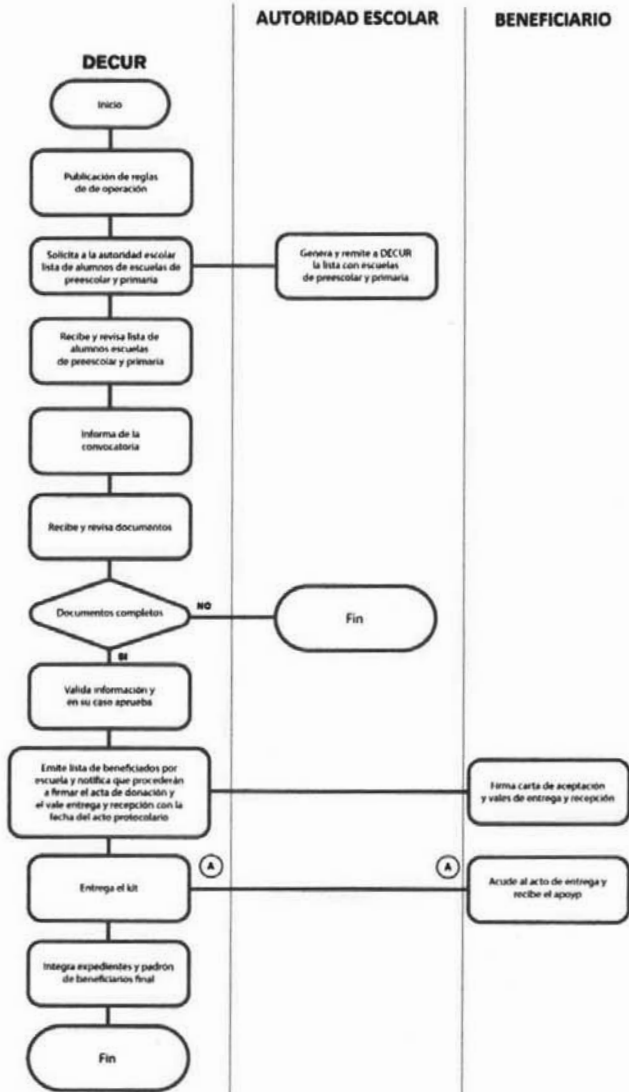 AUTORIDAD ESCOLAR
BENEFICIARIO
DECUR
Inicio
Publicación de reglas
de de operación
Solicita a la autoridad escolar
lista de alumnos de escuelas de
preescolar y primaria
Genera y remite a DECUR
la lista con escuelas
de preescolar y primaria
Recibe y revisa lista de
alumnos escuelas
de preescolar y primaria
Informa de la
convocatoria
Recibe y revisa documentos
Documentos completos
NO
Fin
SI
Valida información y
en su caso aprueba
Emite lista de beneficiados por
escuela y notifica que procederán
a firmar el acta de donación y
el vale entrega y recepción con la
fecha del acto protocolario
Firma carta de aceptación
y vales de entrega y recepción
A
A
Entrega el kit
Acude al acto de entrega y
recibe el apoyp
Integra expedientes y padrón
de beneficiarios final
Fin